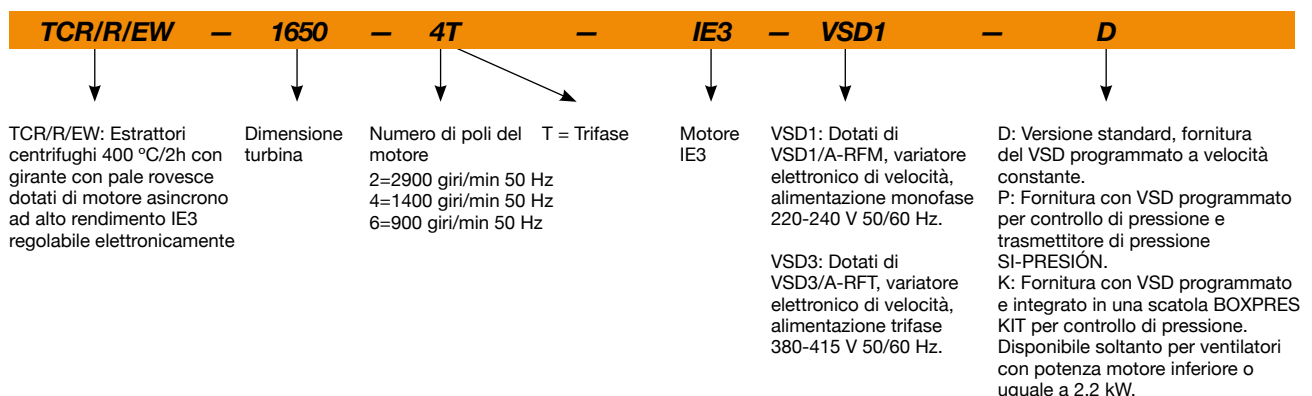 TCR/R/EW — 1650 — 4T — IE3 — VSD1 — D
TCR/R/EW: Estrattori
centrifughi 400 ºC/2h con
girante con pale rovesce
dotati di motore asincrono
ad alto rendimento IE3
regolabile elettronicamente
Dimensione
turbina
Numero di poli del
motore
2=2900 giri/min 50 Hz
4=1400 giri/min 50 Hz
6=900 giri/min 50 Hz
T = Trifase
Motore
IE3
VSD1: Dotati di
VSD1/A-RFM, variatore
elettronico di velocità,
alimentazione monofase
220-240 V 50/60 Hz.
VSD3: Dotati di
VSD3/A-RFT, variatore
elettronico di velocità,
alimentazione trifase
380-415 V 50/60 Hz.
D: Versione standard, fornitura
del VSD programmato a velocità
constante.
P: Fornitura con VSD programmato
per controllo di pressione e
trasmettitore di pressione
SI-PRESIÓN.
K: Fornitura con VSD programmato
e integrato in una scatola BOXPRES
KIT per controllo di pressione.
Disponibile soltanto per ventilatori
con potenza motore inferiore o
uguale a 2.2 kW.